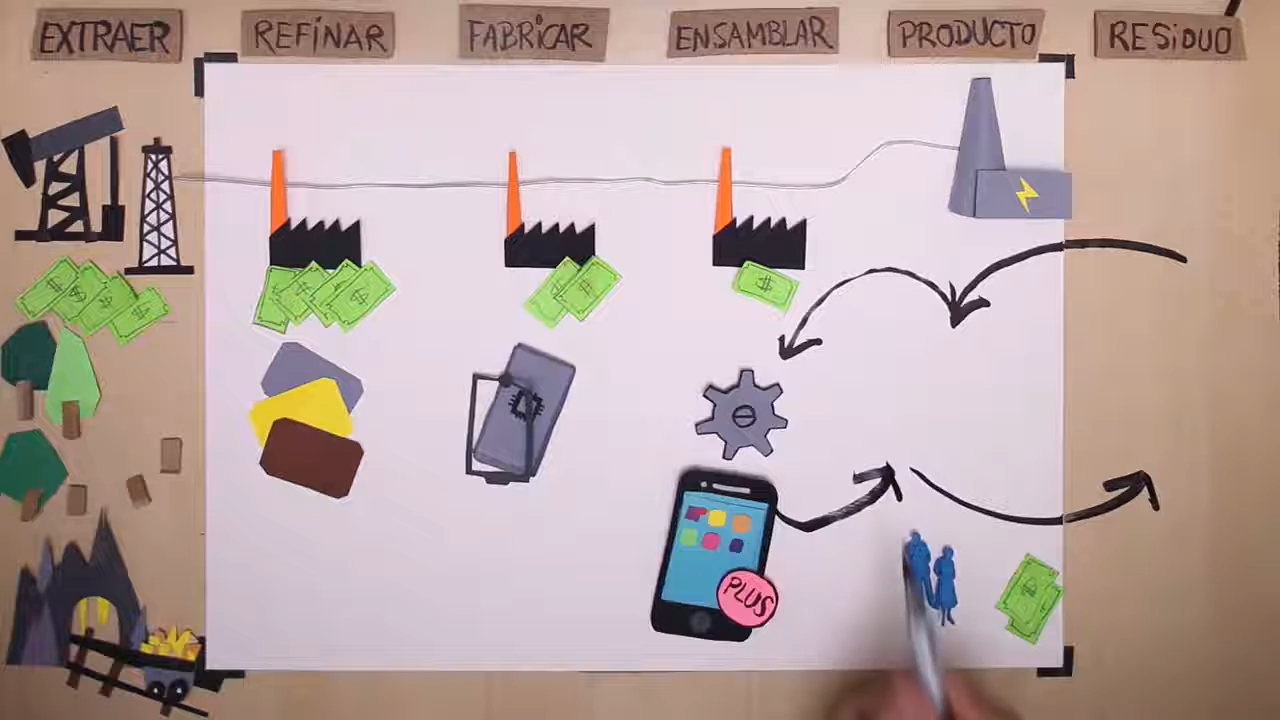 EXTRAER
REFINAR
FABRICAR
ENSAMBLAR
PRODUCTO
RESIDUO
PLUS